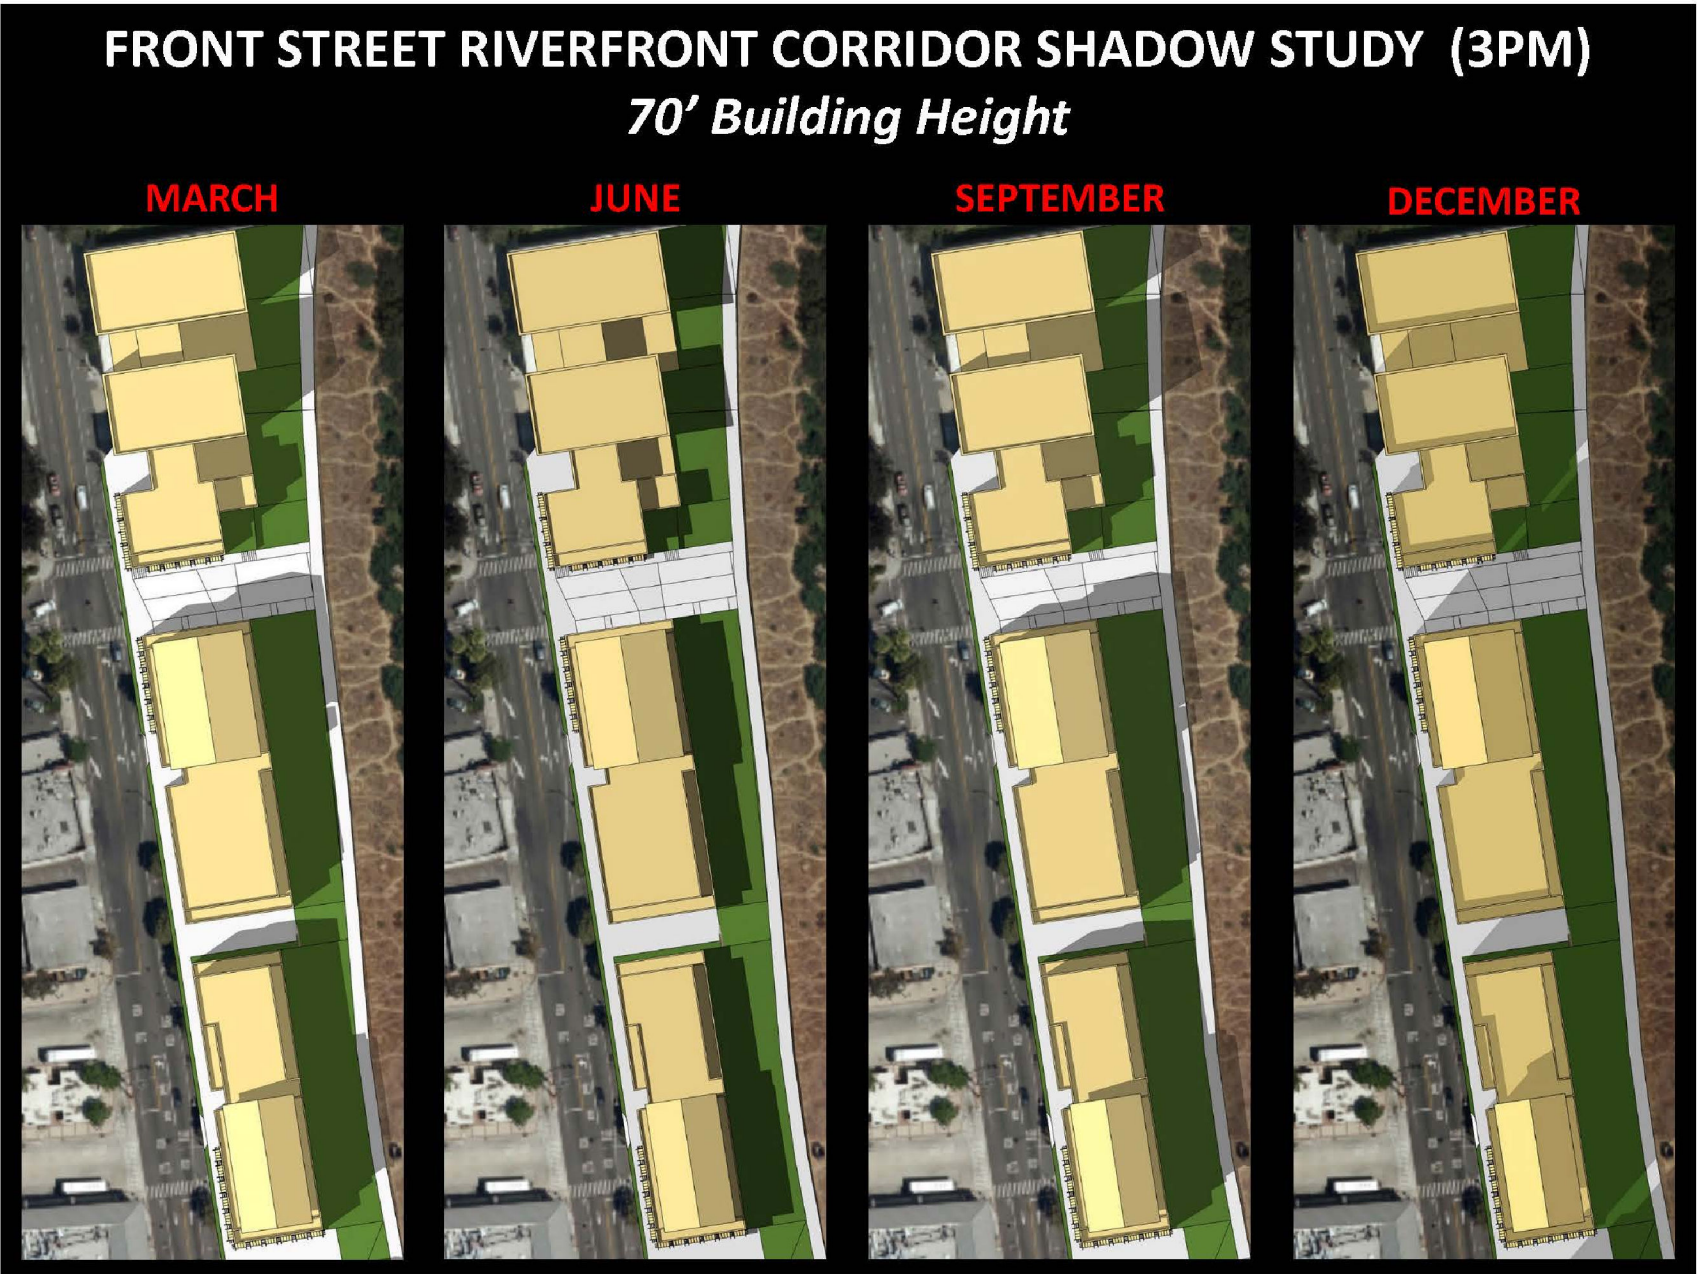 FRONT STREET RIVERFRONT CORRIDOR SHADOW STUDY (3PM)
70’ Building Height
MARCH
JUNE
SEPTEMBER
DECEMBER